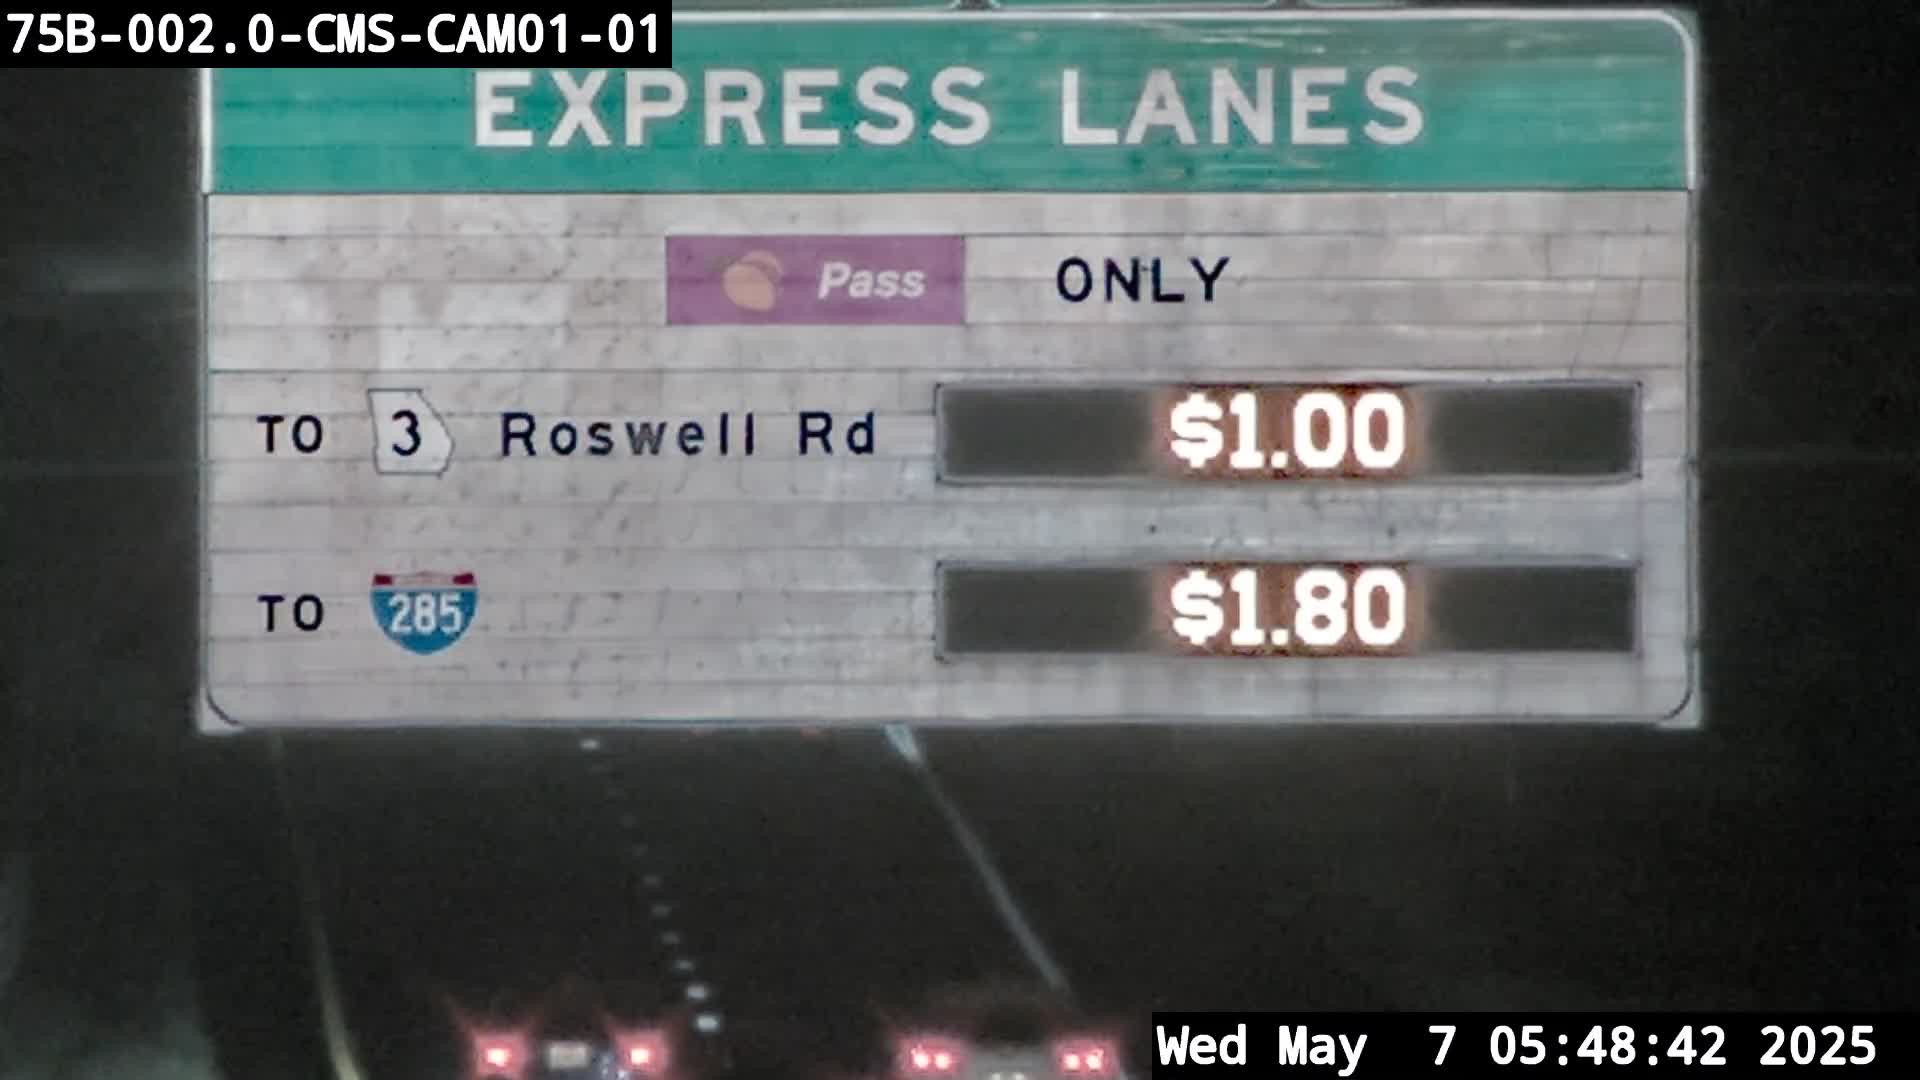 75B-002.0-CMS-CAM01-01
EXPRESS LANES
Pass ONLY
TO 3 Roswell Rd $1.00
TO 285 $1.80
Wed May 7 05:48:42 2025